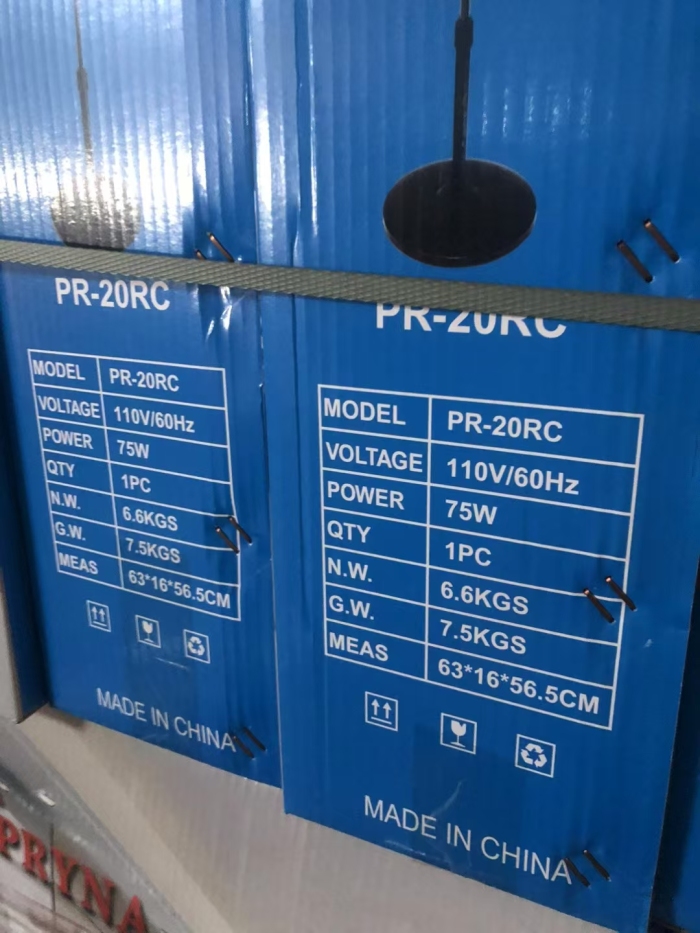 PR-20RC
MODEL PR-20RC
VOLTAGE 110V/60Hz
POWER 75W
QTY 1PC
N.W. 6.6KGS
G.W. 7.5KGS
MEAS 63*16*56.5CM
MADE IN CHINA
PR-20RC
MODEL PR-20RC
VOLTAGE 110V/60Hz
POWER 75W
QTY 1PC
N.W. 6.6KGS
G.W. 7.5KGS
MEAS 63*16*56.5CM
MADE IN CHINA
PRYNA